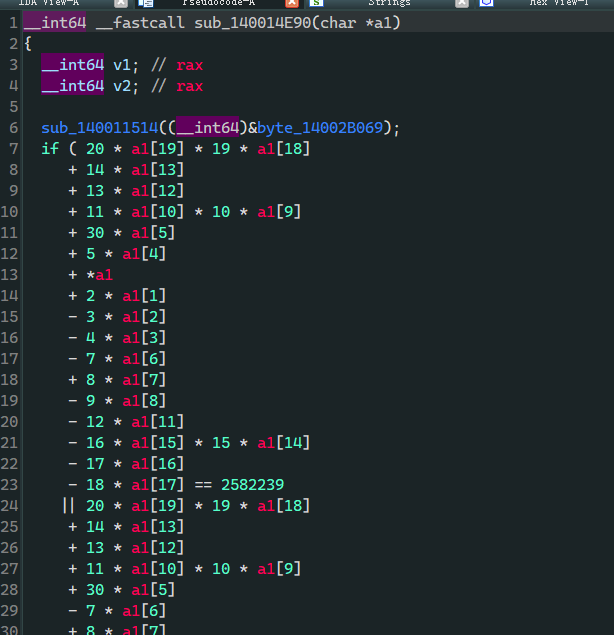 IDA View-A Pseudocode-A Strings Hex View-1
1 __int64 __fastcall sub_140014E90(char *a1)
2 {
3 __int64 v1; // rax
4 __int64 v2; // rax
5
6 sub_140011514((__int64)&byte_14002B069);
7 if ( 20 * a1[19] * 19 * a1[18]
8 + 14 * a1[13]
9 + 13 * a1[12]
10 + 11 * a1[10] * 10 * a1[9]
11 + 30 * a1[5]
12 + 5 * a1[4]
13 + *a1
14 + 2 * a1[1]
15 - 3 * a1[2]
16 - 4 * a1[3]
17 - 7 * a1[6]
18 + 8 * a1[7]
19 - 9 * a1[8]
20 - 12 * a1[11]
21 - 16 * a1[15] * 15 * a1[14]
22 - 17 * a1[16]
23 - 18 * a1[17] == 2582239
24 || 20 * a1[19] * 19 * a1[18]
25 + 14 * a1[13]
26 + 13 * a1[12]
27 + 11 * a1[10] * 10 * a1[9]
28 + 30 * a1[5]
29 - 7 * a1[6]
30 + 8 * a1[7]